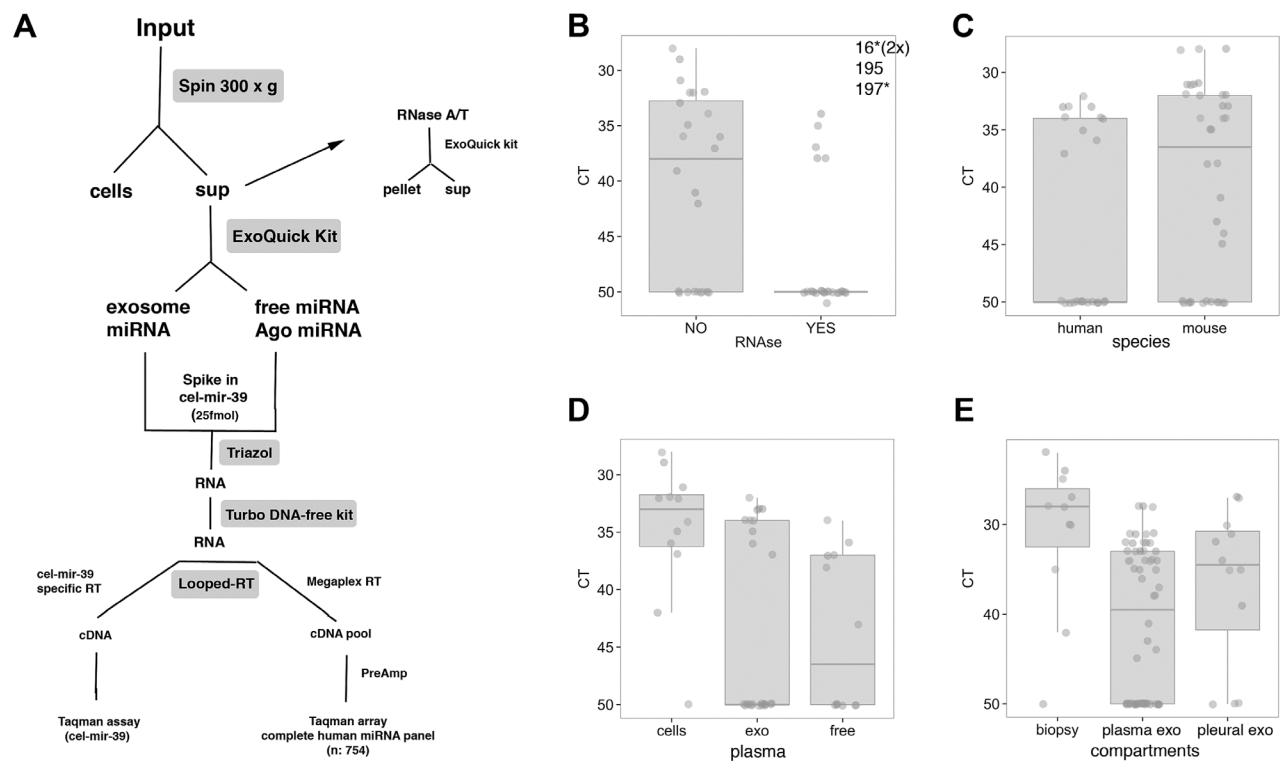 A
Input
Spin 300 x g
cells
sup
RNase A/T
ExoQuick kit
pellet
sup
ExoQuick Kit
exosome
miRNA
free miRNA
Ago miRNA
Spike in
cel-mir-39
(25fmol)
Triazol
RNA
Turbo DNA-free kit
RNA
cel-mir-39
specific RT
Looped-RT
Megaplex RT
cDNA
cDNA pool
PreAmp
Taqman assay
(cel-mir-39)
Taqman array
complete human miRNA panel
(n: 754)
B
16*(2x)
195
197*
CT
30
35
40
45
50
NO
YES
RNAse
C
CT
30
35
40
45
50
human
mouse
species
D
CT
30
35
40
45
50
cells
exo
free
plasma
E
CT
30
40
50
biopsy
plasma exo
pleural exo
compartments